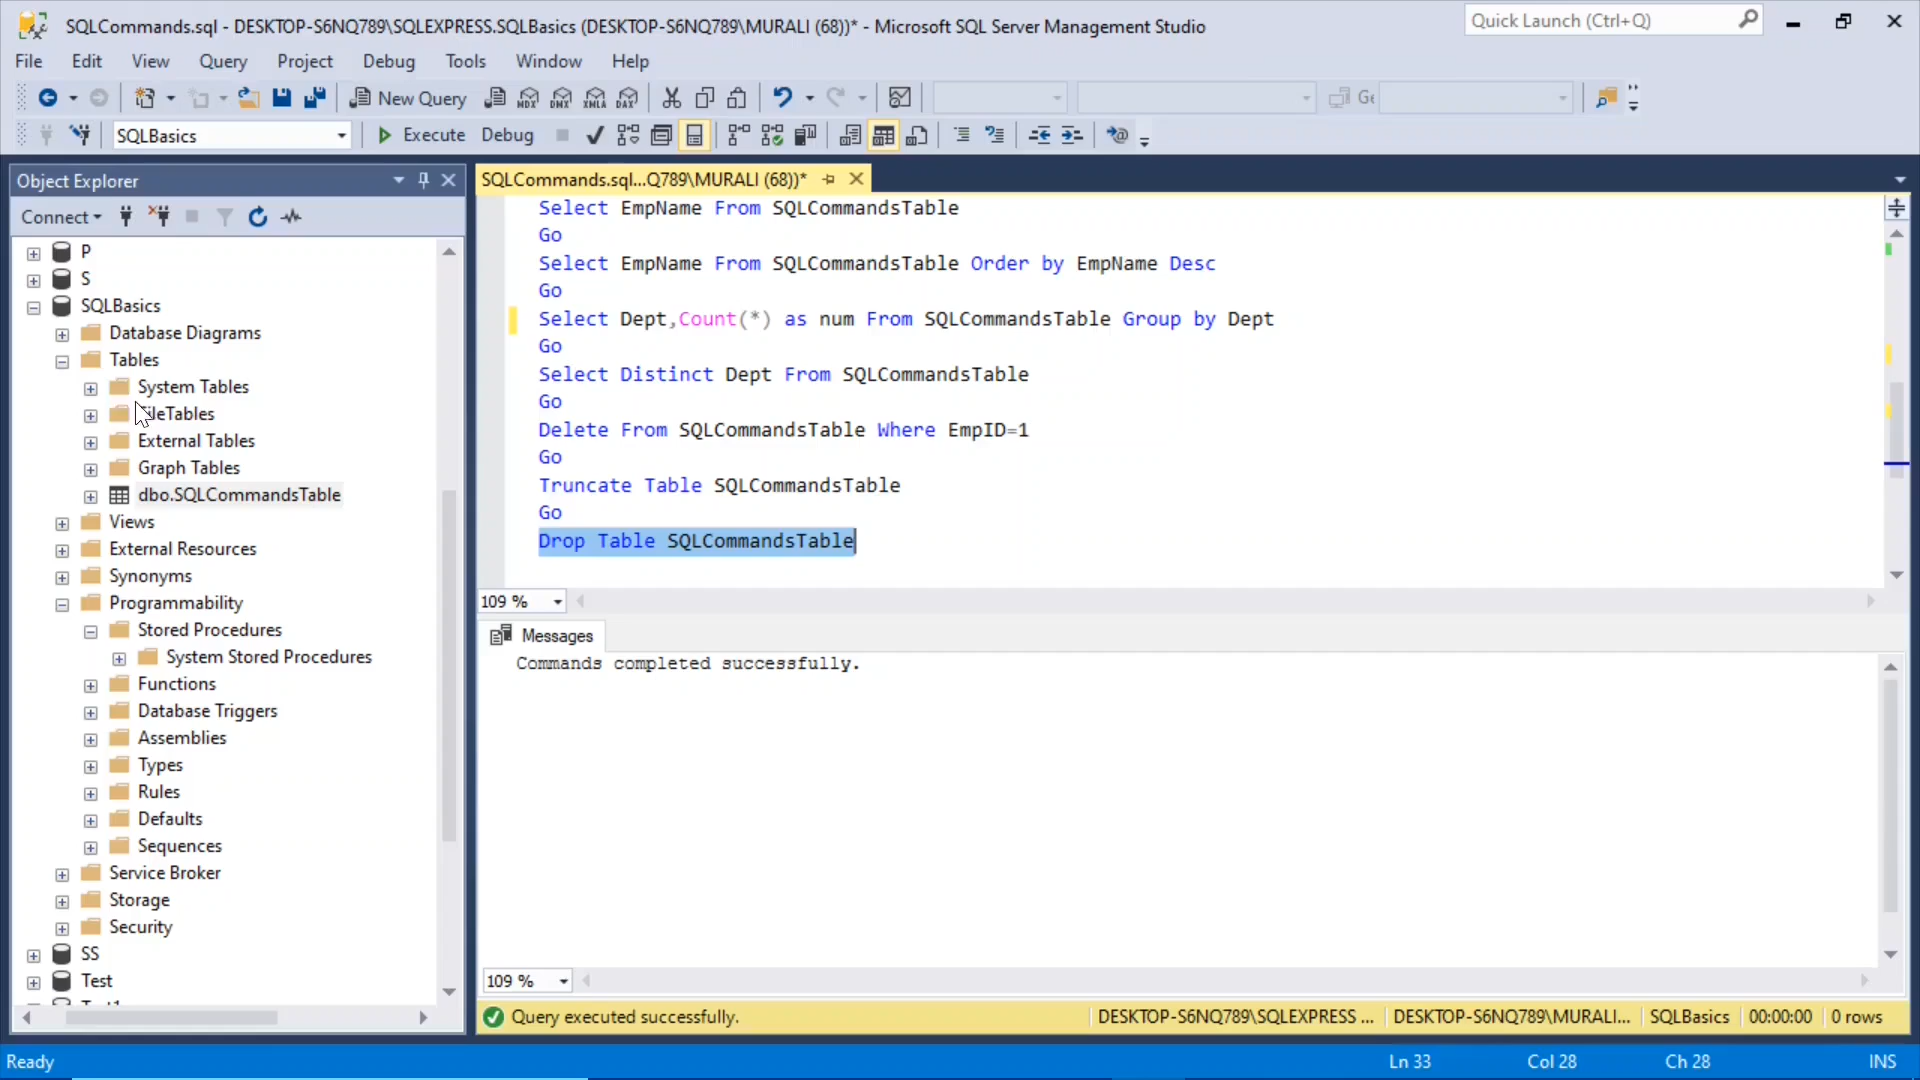 SQLCommands.sql - DESKTOP-S6NQ789\SQLEXPRESS.SQLBasics (DESKTOP-S6NQ789\MURALI (68))* - Microsoft SQL Server Management Studio
Quick Launch (Ctrl+Q)
File Edit View Query Project Debug Tools Window Help
New Query MDX DMX XMLA DAX
SQLBasics Execute Debug
Object Explorer
SQLCommands.sql...Q789\MURALI (68))*
Connect
P
S
SQLBasics
Database Diagrams
Tables
System Tables
External Tables
Graph Tables
dbo.SQLCommandsTable
Views
External Resources
Synonyms
Programmability
Stored Procedures
System Stored Procedures
Functions
Database Triggers
Assemblies
Types
Rules
Defaults
Sequences
Service Broker
Storage
Security
SS
Test
Select EmpName From SQLCommandsTable
Go
Select EmpName From SQLCommandsTable Order by EmpName Desc
Go
Select Dept,Count(*) as num From SQLCommandsTable Group by Dept
Go
Select Distinct Dept From SQLCommandsTable
Go
Delete From SQLCommandsTable Where EmpID=1
Go
Truncate Table SQLCommandsTable
Go
Drop Table SQLCommandsTable
109 %
Messages
Commands completed successfully.
109 %
Query executed successfully.
DESKTOP-S6NQ789\SQLEXPRESS ... DESKTOP-S6NQ789\MURALI... SQLBasics 00:00:00 0 rows
Ready Ln 33 Col 28 Ch 28 INS